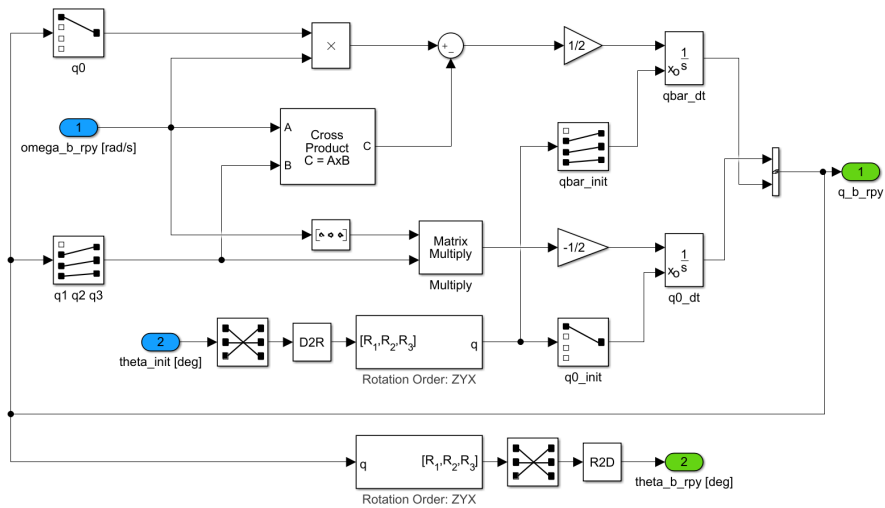 q0
×
+
−
1/2
1
s
xo
qbar_dt
1
omega_b_rpy [rad/s]
A
B
Cross
Product
C = AxB
C
qbar_init
1
q_b_rpy
q1 q2 q3
Matrix
Multiply
Multiply
-1/2
1
s
xo
q0_dt
2
theta_init [deg]
D2R
[R1,R2,R3]
q
Rotation Order: ZYX
q0_init
q
[R1,R2,R3]
Rotation Order: ZYX
R2D
2
theta_b_rpy [deg]